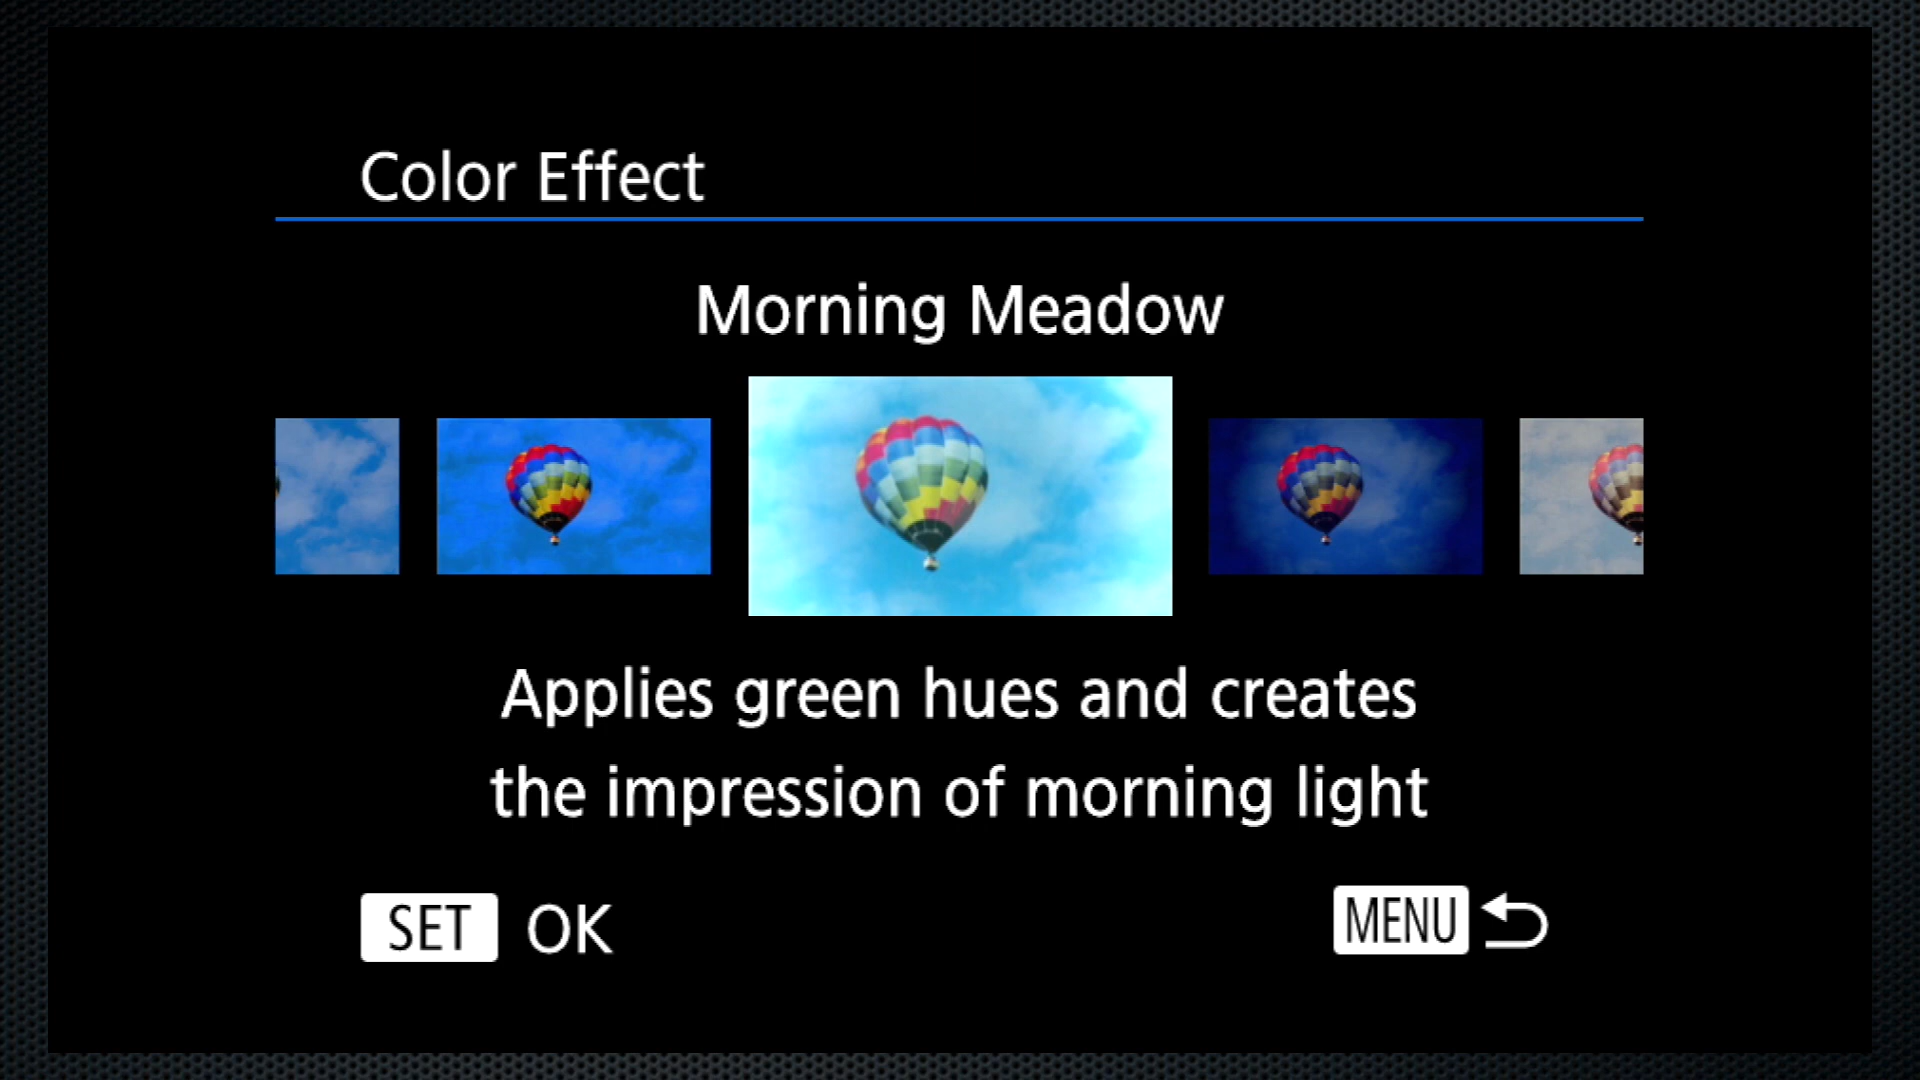 Color Effect
Morning Meadow
Applies green hues and creates
the impression of morning light
SET OK
MENU